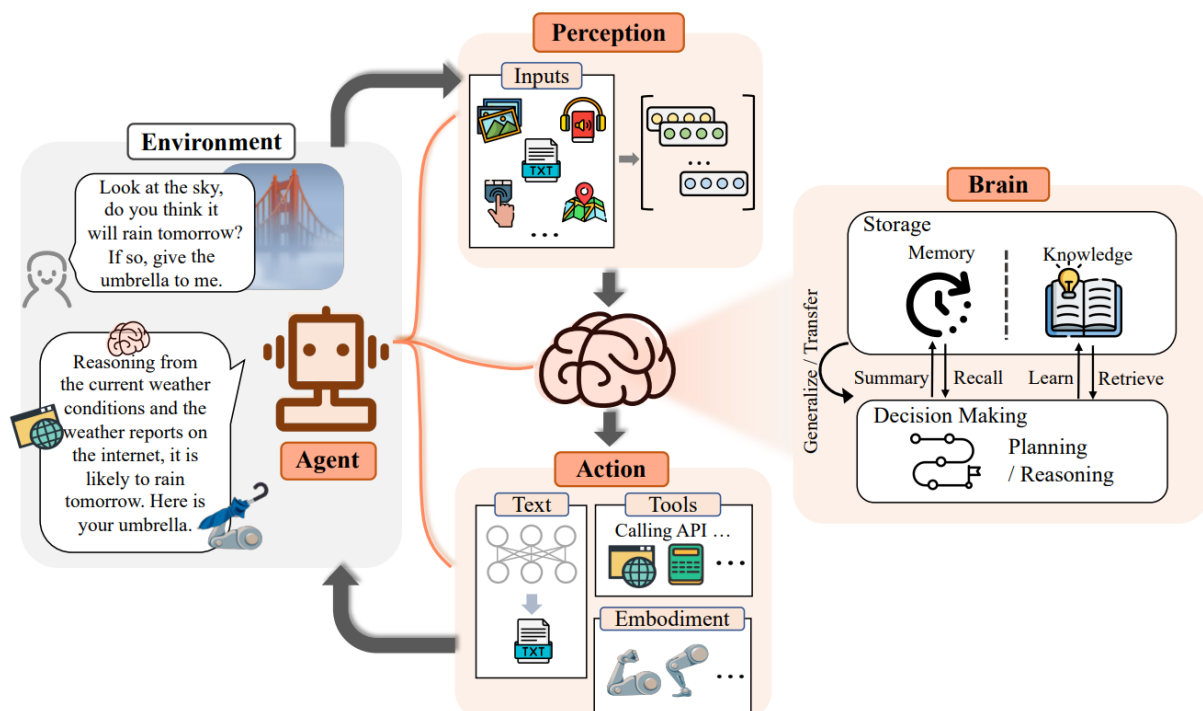 Perception
Inputs
TXT
...
...
Environment
Look at the sky,
do you think it
will rain tomorrow?
If so, give the
umbrella to me.
Reasoning from
the current weather
conditions and the
weather reports on
the internet, it is
likely to rain
tomorrow. Here is
your umbrella.
Agent
Action
Text
TXT
Tools
Calling API ...
...
Embodiment
...
Brain
Storage
Memory
Knowledge
Generalize / Transfer
Summary
Recall
Learn
Retrieve
Decision Making
Planning
/ Reasoning